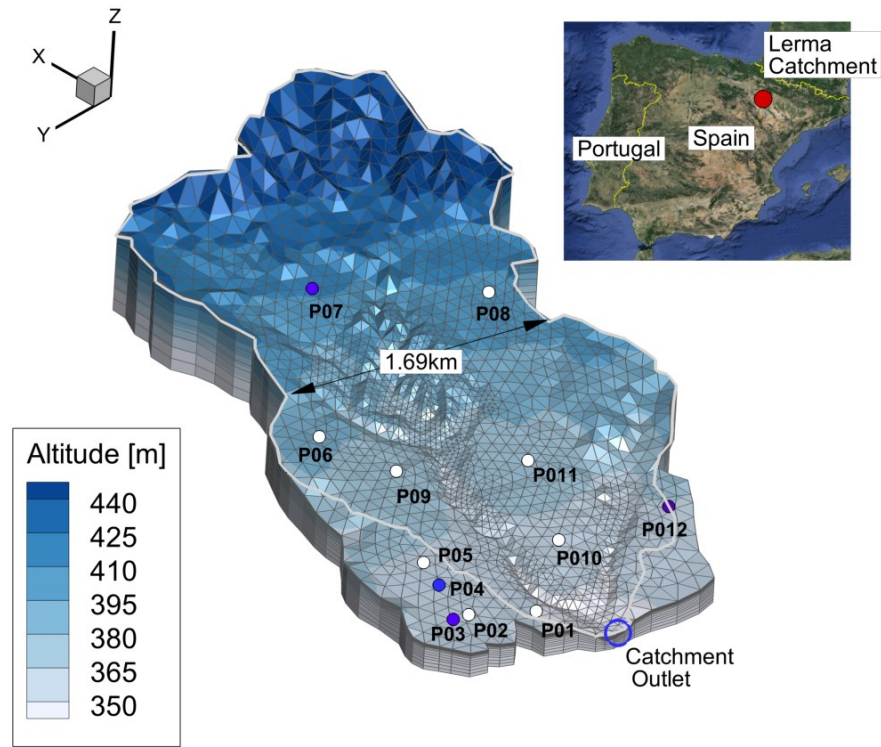 Z
X
Y
Lerma
Catchment
Portugal
Spain
P07
P08
1.69km
P06
P09
P011
P012
P05
P010
P04
P03
P02
P01
Catchment
Outlet
Altitude [m]
440
425
410
395
380
365
350